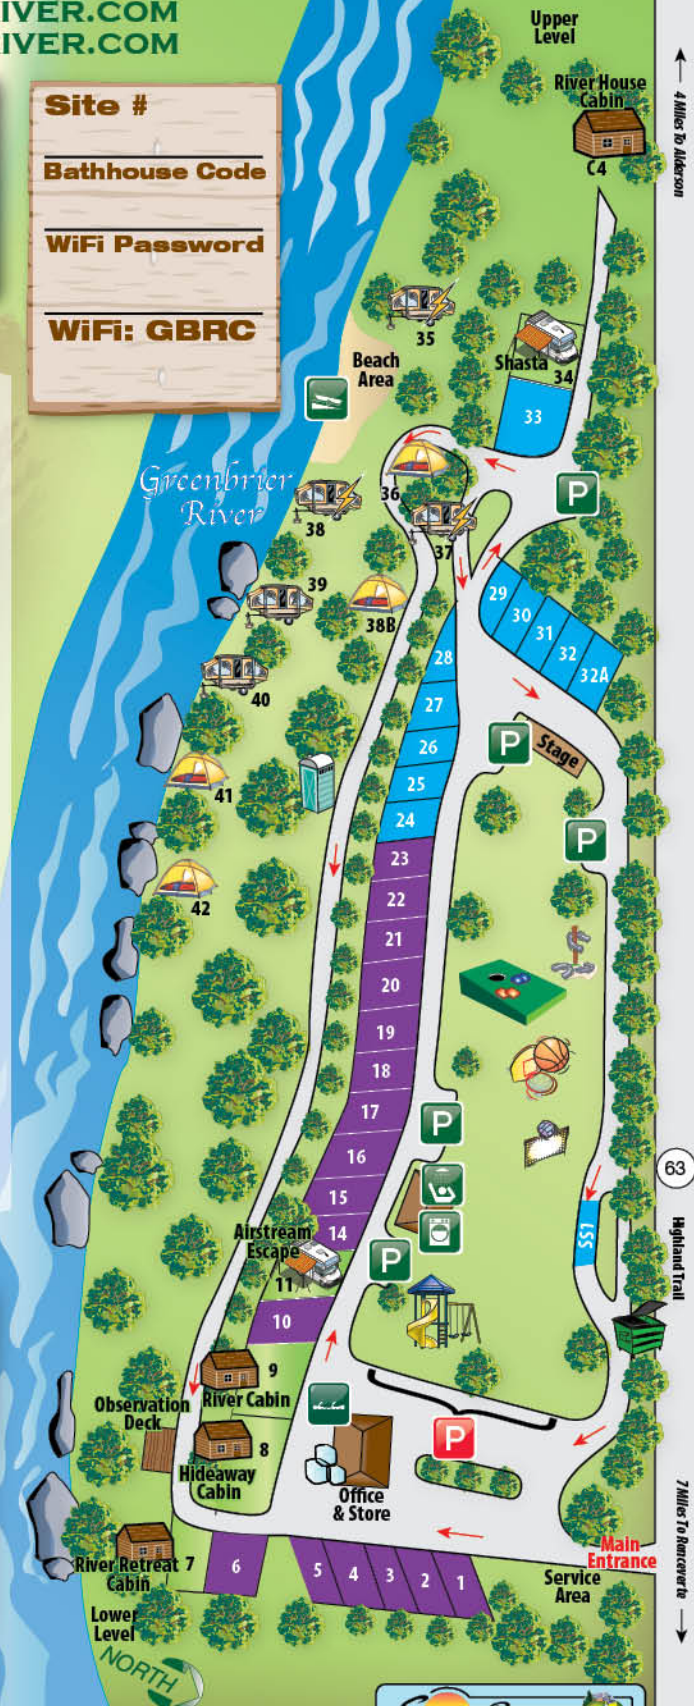 IVER.COM
IVER.COM
Upper
Level
River House
Cabin
C4
4 Miles To Alderson
Site #
Bathhouse Code
WiFi Password
WiFi: GBRC
35
Beach
Area
Shasta
34
33
Greenbrier
River
36
P
38
37
39
38B
29
30
31
32
32A
28
40
27
P
Stage
26
41
25
24
P
23
42
22
21
20
19
18
17
P
16
63
15
14
SS1
Highland Trail
Airstream
Escape
11
P
10
9
River Cabin
Observation
Deck
8
P
Hideaway
Cabin
Office
& Store
7 Miles To Ronceverte
Main
Entrance
River Retreat 7
Cabin
6
5
4
3
2
1
Service
Area
Lower
Level
NORTH